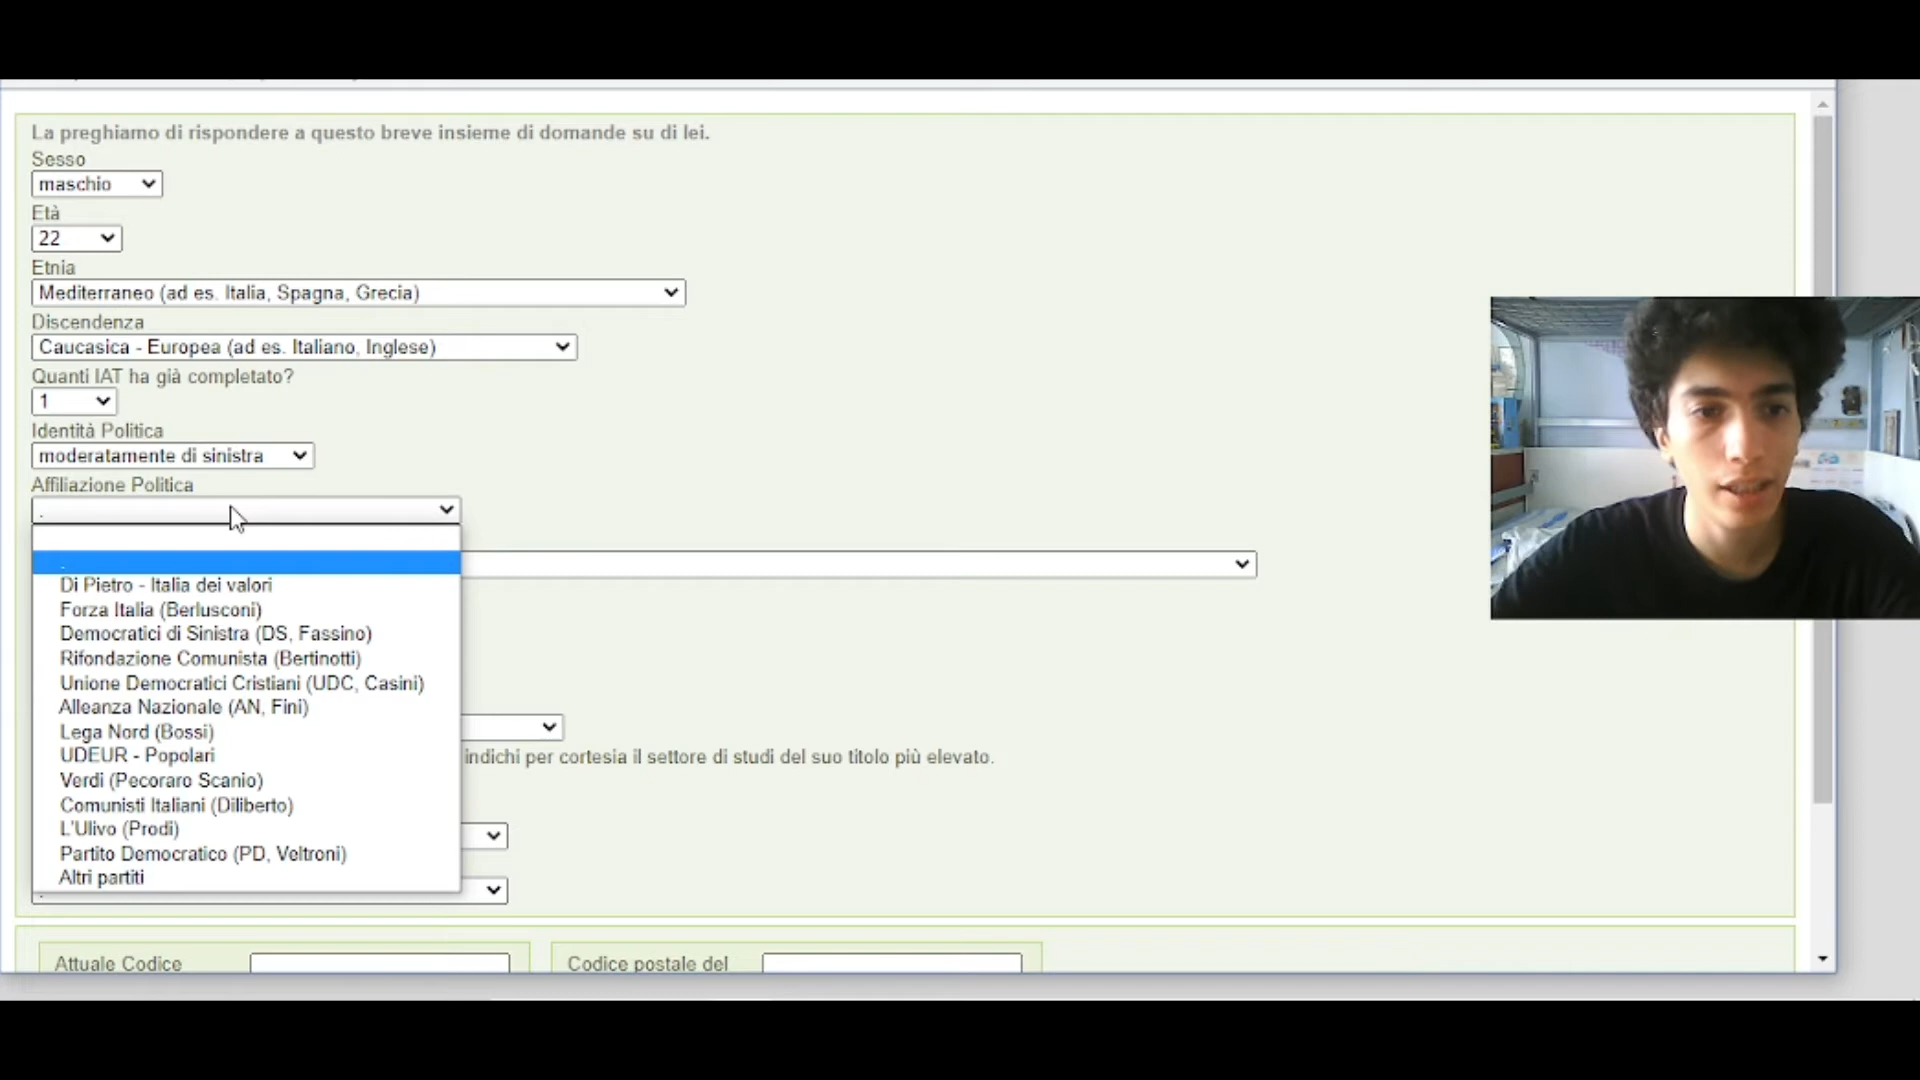 La preghiamo di rispondere a questo breve insieme di domande su di lei.
Sesso
maschio
Età
22
Etnia
Mediterraneo (ad es. Italia, Spagna, Grecia)
Discendenza
Caucasica - Europea (ad es. Italiano, Inglese)
Quanti IAT ha già completato?
1
Identità Politica
moderatamente di sinistra
Affiliazione Politica
.
.
Di Pietro - Italia dei valori
Forza Italia (Berlusconi)
Democratici di Sinistra (DS, Fassino)
Rifondazione Comunista (Bertinotti)
Unione Democratici Cristiani (UDC, Casini)
Alleanza Nazionale (AN, Fini)
Lega Nord (Bossi)
UDEUR - Popolari
indichi per cortesia il settore di studi del suo titolo più elevato.
Verdi (Pecoraro Scanio)
Comunisti Italiani (Diliberto)
L'Ulivo (Prodi)
Partito Democratico (PD, Veltroni)
Altri partiti
.
Attuale Codice
Codice postale del